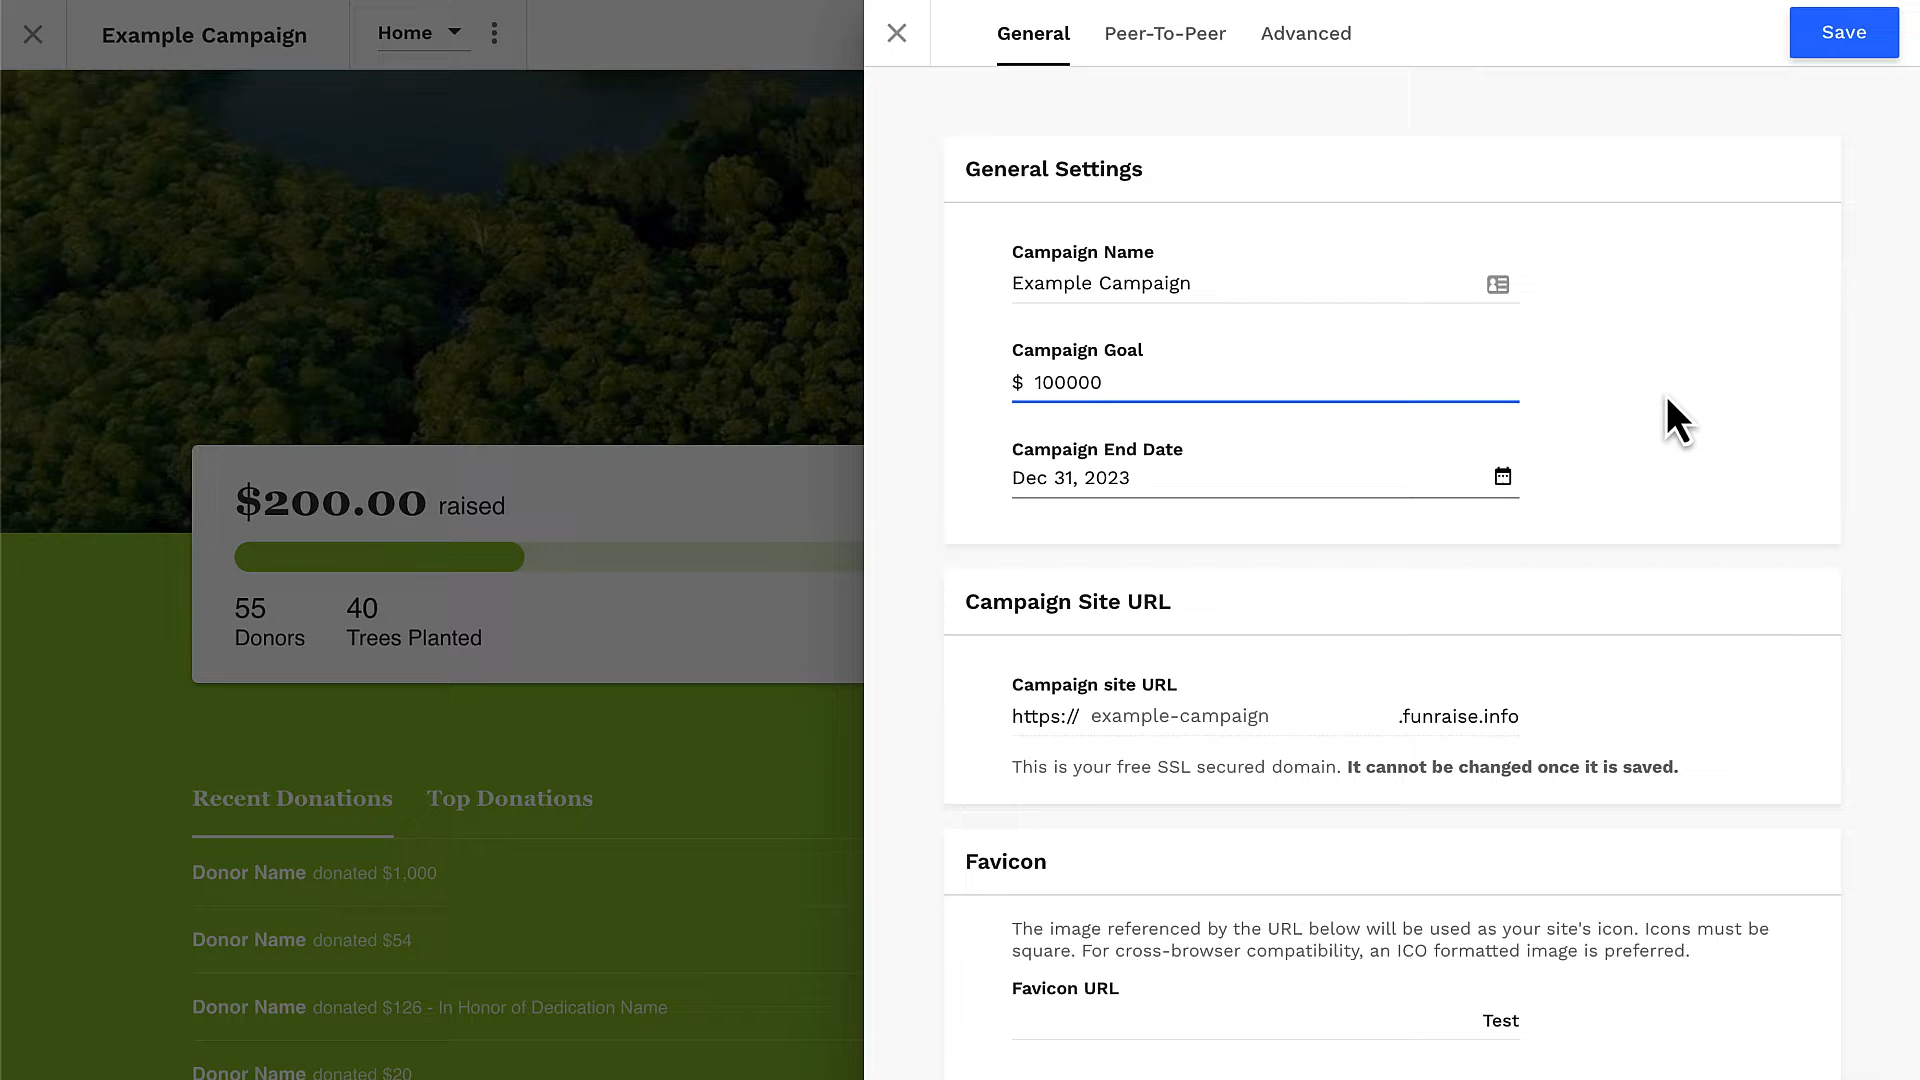 Example Campaign
Home
General
Peer-To-Peer
Advanced
Save
$200.00 raised
55
Donors
40
Trees Planted
Recent Donations
Top Donations
Donor Name donated $1,000
Donor Name donated $54
Donor Name donated $126 - In Honor of Dedication Name
Donor Name donated $20
General Settings
Campaign Name
Example Campaign
Campaign Goal
$ 100000
Campaign End Date
Dec 31, 2023
Campaign Site URL
Campaign site URL
https:// example-campaign .funraise.info
This is your free SSL secured domain. It cannot be changed once it is saved.
Favicon
The image referenced by the URL below will be used as your site's icon. Icons must be
square. For cross-browser compatibility, an ICO formatted image is preferred.
Favicon URL
Test